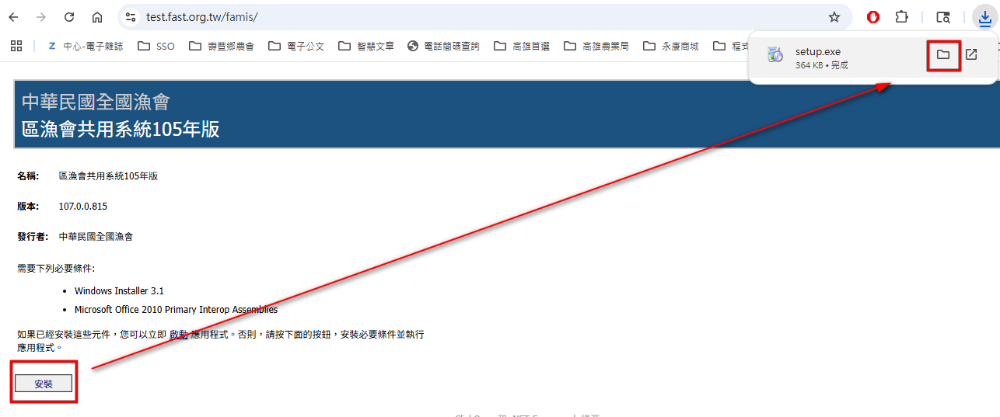 test.fast.org.tw/famis/
中心-電子雜誌 SSO 壽豐鄉農會 電子公文 智慧文章 電話簡碼查詢 高雄首選 高雄農業局 永康商城 程式
setup.exe
364 KB • 完成
中華民國全國漁會
區漁會共用系統105年版
名稱: 區漁會共用系統105年版
版本: 107.0.0.815
發行者: 中華民國全國漁會
需要下列必要條件:
• Windows Installer 3.1
• Microsoft Office 2010 Primary Interop Assemblies
如果已經安裝這些元件，您可以立即 啟動 應用程式。否則，請按下面的按鈕，安裝必要條件並執行
應用程式。
安裝